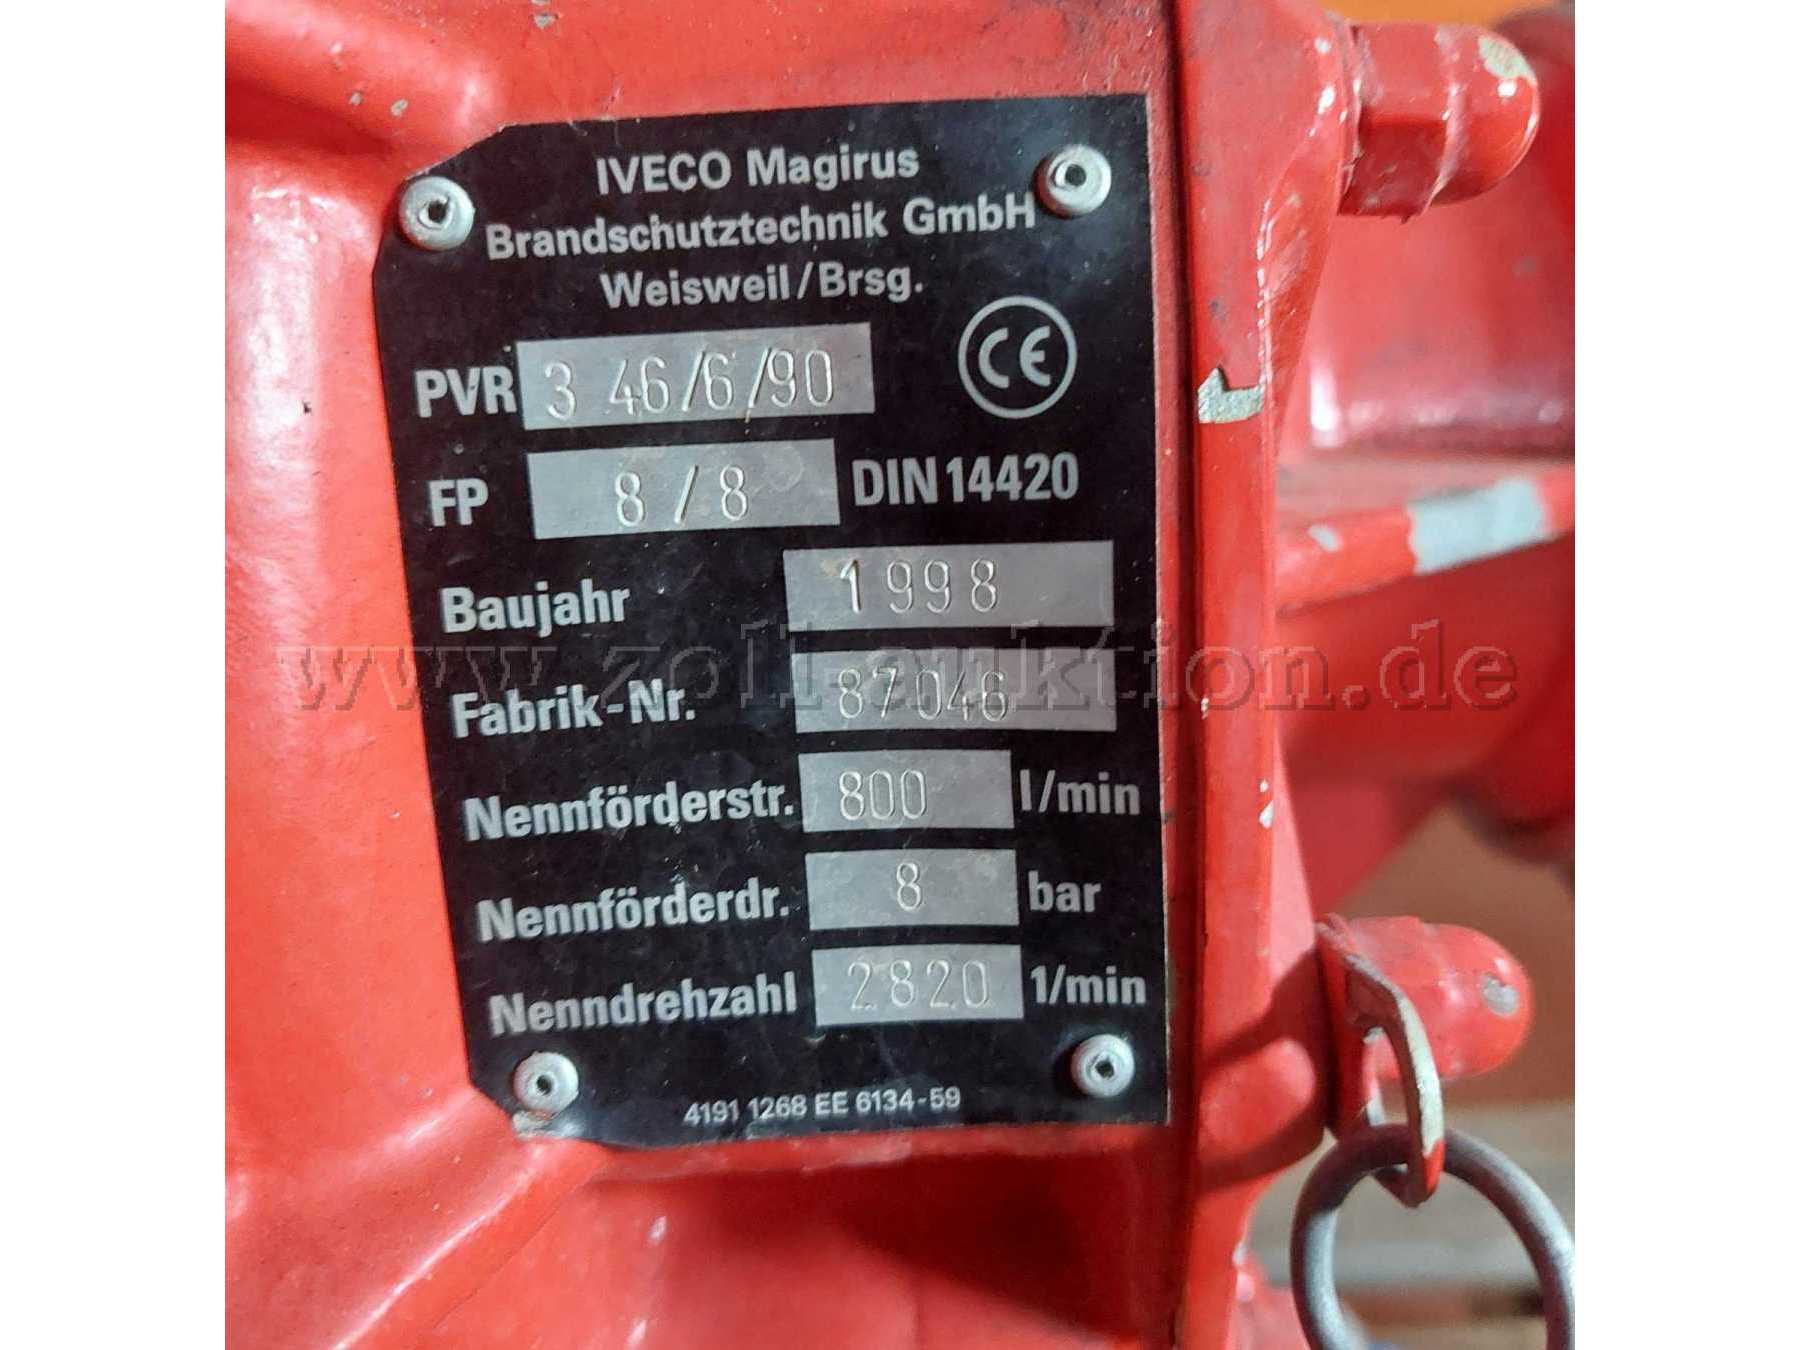 IVECO Magirus
Brandschutztechnik GmbH
Weisweil/Brsg.
PVR 3 46/6/90 CE
FP 8/8 DIN 14420
Baujahr 1998
www.zoll-auktion.de
Fabrik-Nr. 87046
Nennförderstr. 800 l/min
Nennförderdr. 8 bar
Nenndrehzahl 2820 1/min
4191 1268 EE 6134-59